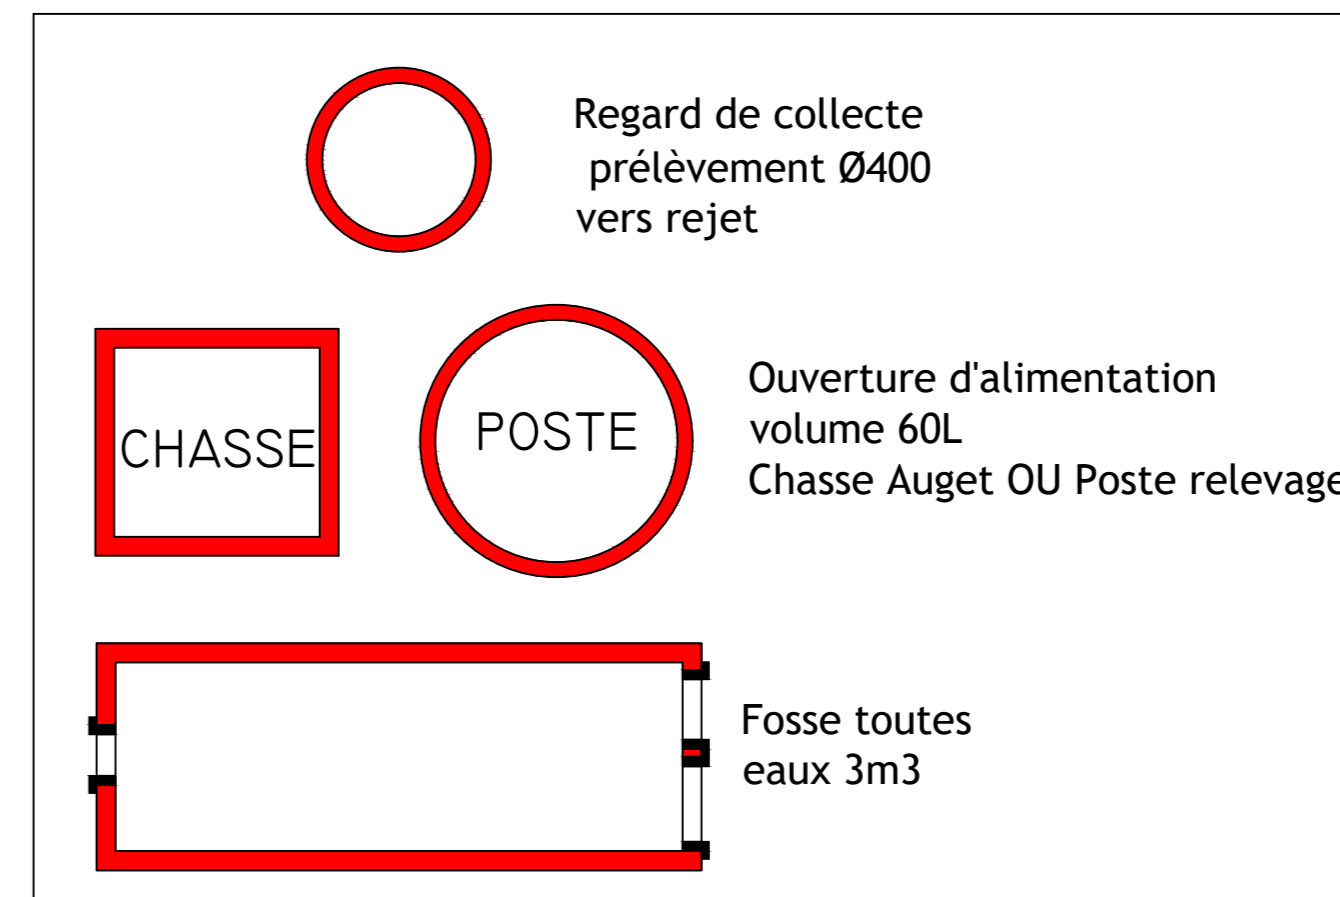 Regard de collecte
prélèvement Ø400
vers rejet
CHASSE
POSTE
Ouverture d'alimentation
volume 60L
Chasse Auget OU Poste relevage
Fosse toutes
eaux 3m3